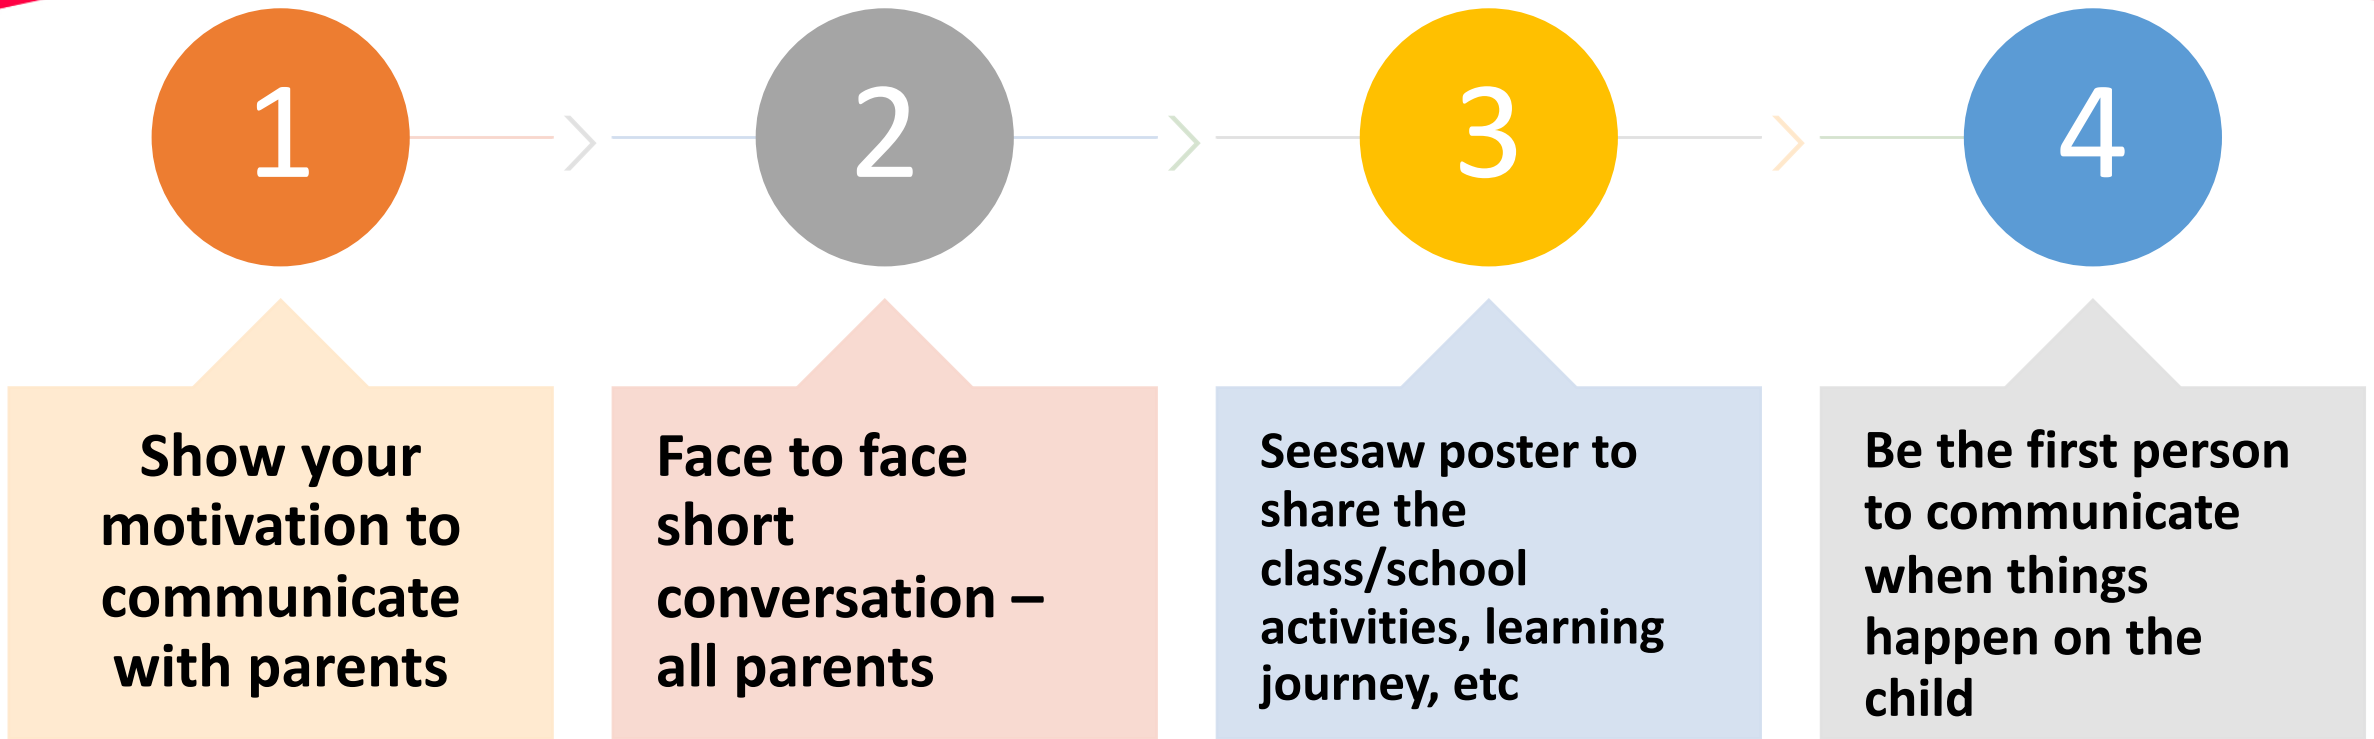 1
Show your
motivation to
communicate
with parents
2
Face to face
short
conversation –
all parents
3
Seesaw poster to
share the
class/school
activities, learning
journey, etc
4
Be the first person
to communicate
when things
happen on the
child